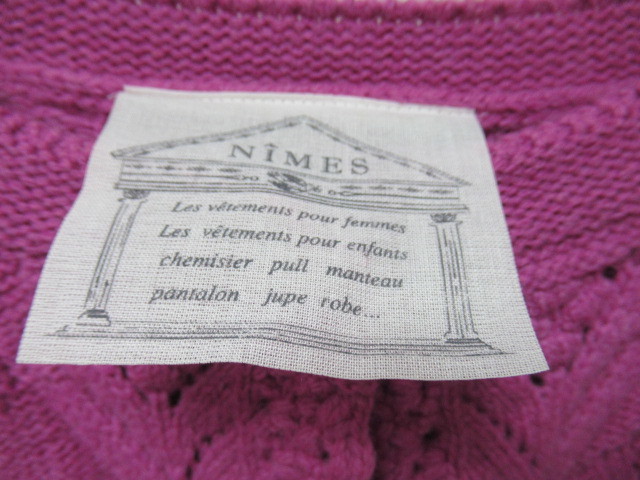 NÎMES
Les vêtements pour femmes
Les vêtements pour enfants
chemisier pull manteau
pantalon jupe robe...